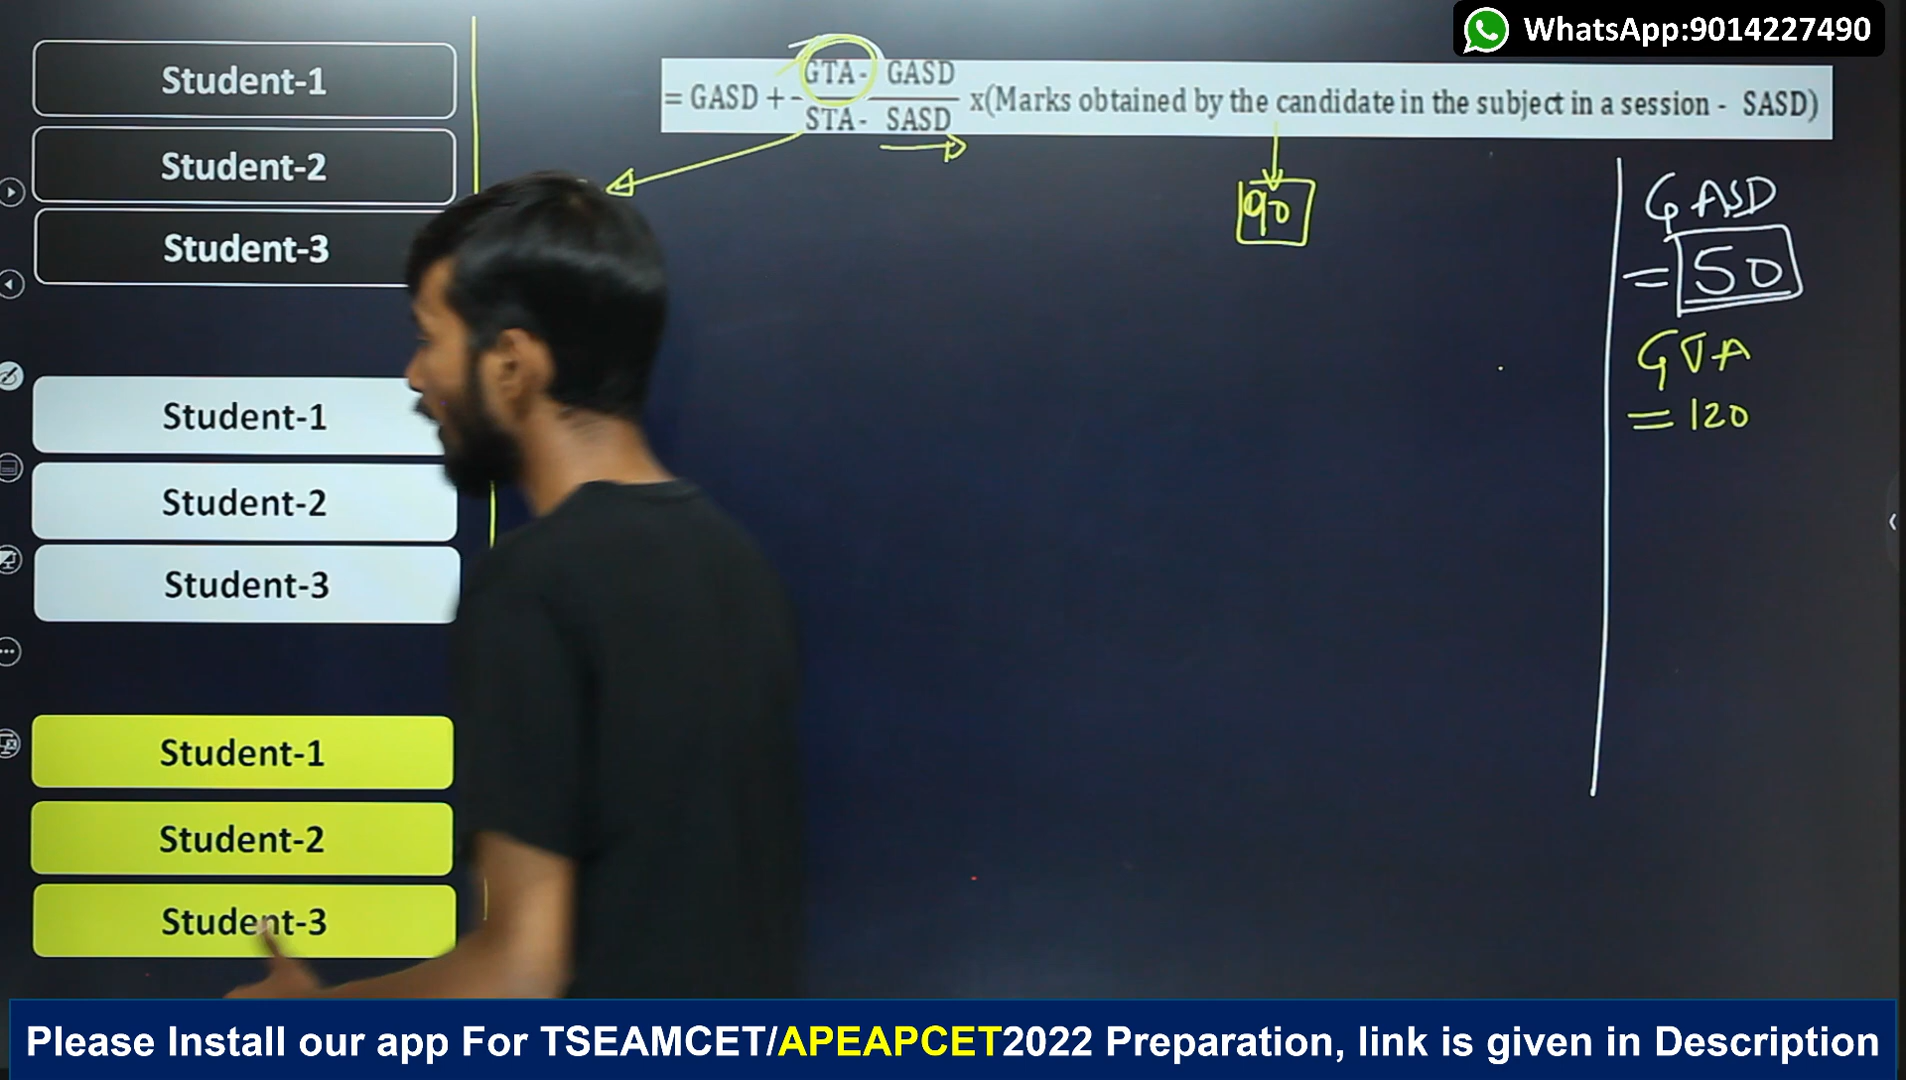 WhatsApp:9014227490
Student-1
Student-2
Student-3
GTA - GASD
= GASD + - x(Marks obtained by the candidate in the subject in a session - SASD)
STA - SASD
90
GASD
= 50
GTA
= 120
Student-1
Student-2
Student-3
Student-1
Student-2
Student-3
Please Install our app For TSEAMCET/APEAPCET2022 Preparation, link is given in Description